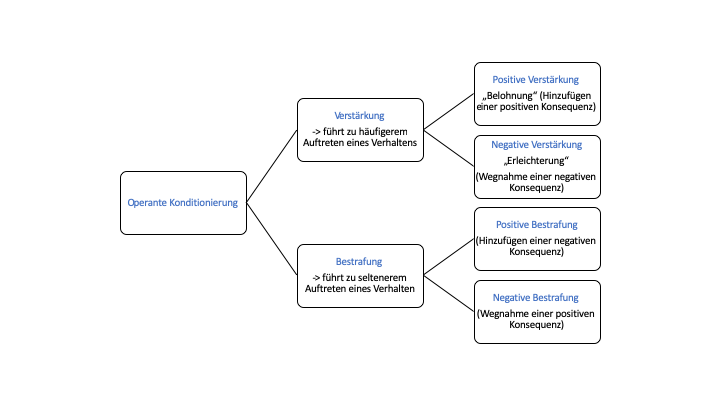 Operante Konditionierung
Verstärkung
-> führt zu häufigerem
Auftreten eines Verhaltens
Bestrafung
-> führt zu seltenerem
Auftreten eines Verhalten
Positive Verstärkung
„Belohnung“ (Hinzufügen
einer positiven Konsequenz)
Negative Verstärkung
„Erleichterung“
(Wegnahme einer negativen
Konsequenz)
Positive Bestrafung
(Hinzufügen einer negativen
Konsequenz)
Negative Bestrafung
(Wegnahme einer positiven
Konsequenz)